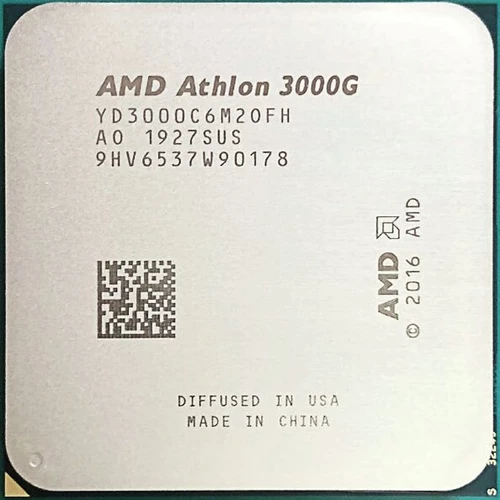 AMD Athlon 3000G
YD3000C6M2OFH
AO 1927SUS
9HV6537W90178
AMD
© 2016 AMD
DIFFUSED IN USA
MADE IN CHINA